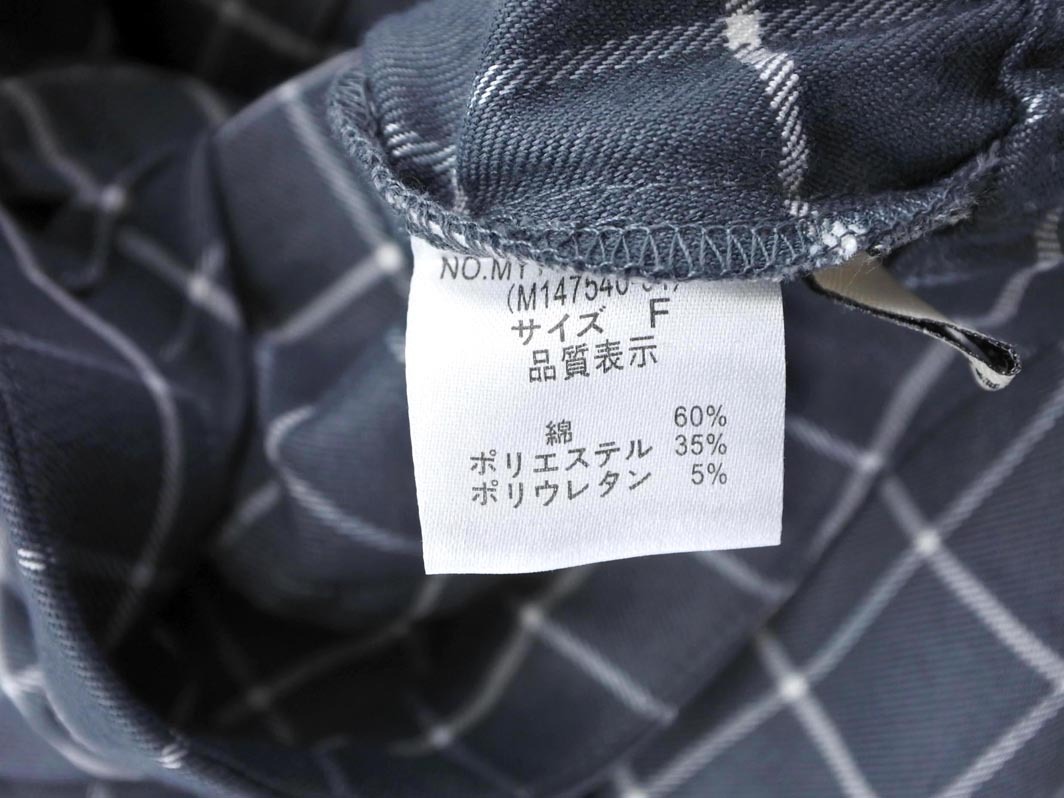 NO.MY
(M147540
サイズ F
品質表示
綿 60%
ポリエステル 35%
ポリウレタン 5%